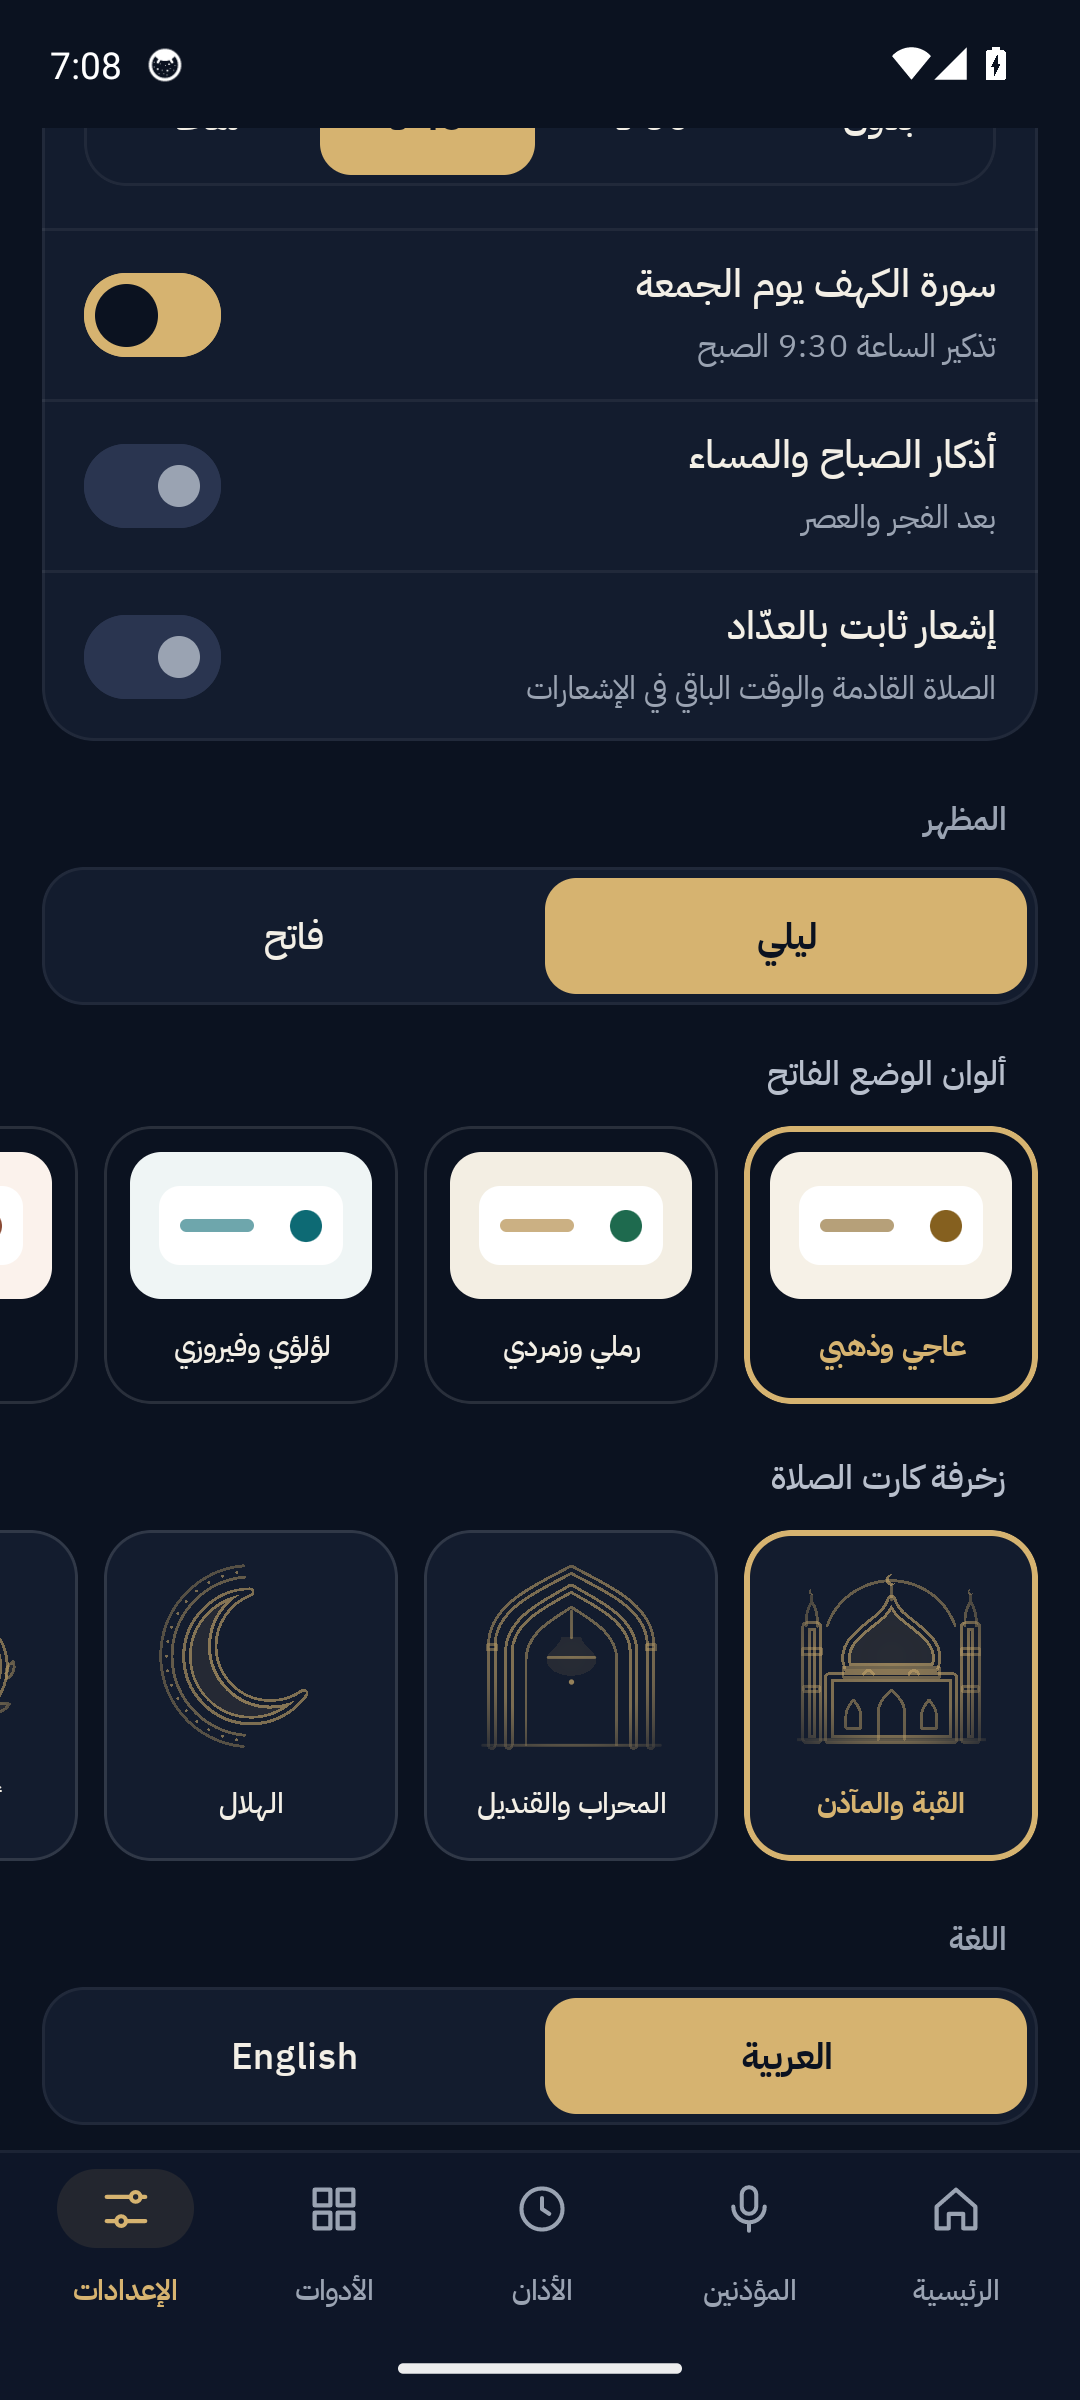 7:08
بدون
سورة الكهف يوم الجمعة
تذكير الساعة 9:30 الصبح
أذكار الصباح والمساء
بعد الفجر والعصر
إشعار ثابت بالعدّاد
الصلاة القادمة والوقت الباقي في الإشعارات
المظهر
ليلي
فاتح
ألوان الوضع الفاتح
عاجي وذهبي
رملي وزمردي
لؤلؤي وفيروزي
زخرفة كارت الصلاة
القبة والمآذن
المحراب والقنديل
الهلال
اللغة
العربية
English
الرئيسية
المؤذنين
الأذان
الأدوات
الإعدادات